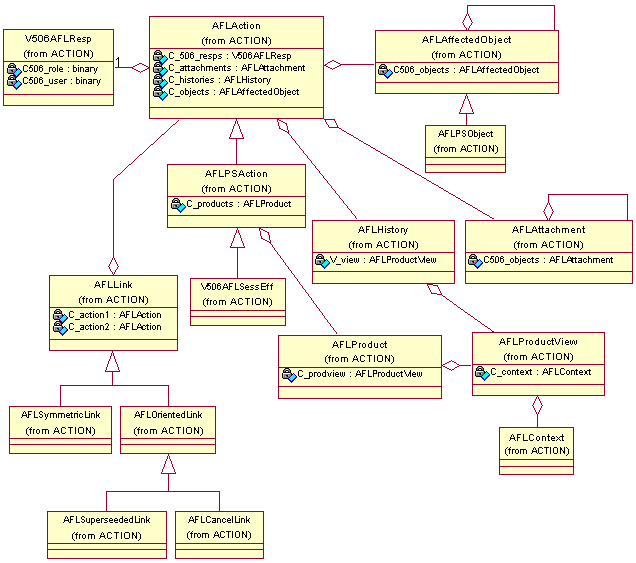 V506AFLResp
(from ACTION)
C506_role : binary
C506_user : binary
1
AFLAction
(from ACTION)
C_506_resps : V506AFLResp
C_attachments : AFLAttachment
C_histories : AFLHistory
C_objects : AFLAffectedObject
AFLAffectedObject
(from ACTION)
C506_objects : AFLAffectedObject
AFLPSObject
(from ACTION)
AFLPSAction
(from ACTION)
C_products : AFLProduct
AFLHistory
(from ACTION)
V_view : AFLProductView
AFLAttachment
(from ACTION)
C506_objects : AFLAttachment
AFLLink
(from ACTION)
C_action1 : AFLAction
C_action2 : AFLAction
V506AFLSessEff
(from ACTION)
AFLProduct
(from ACTION)
C_prodview : AFLProductView
AFLProductView
(from ACTION)
C_context : AFLContext
AFLSymmetricLink
(from ACTION)
AFLOrientedLink
(from ACTION)
AFLContext
(from ACTION)
AFLSuperseededLink
(from ACTION)
AFLCancelLink
(from ACTION)